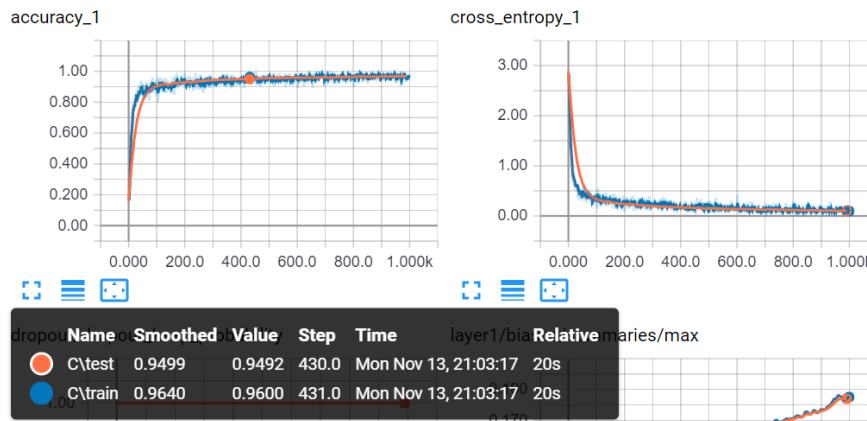 accuracy_1
1.00
0.800
0.600
0.400
0.200
0.00
0.000 200.0 400.0 600.0 800.0 1.000k
cross_entropy_1
3.00
2.00
1.00
0.00
0.000 200.0 400.0 600.0 800.0 1.000k
Name Smoothed Value Step Time Relative
C\test 0.9499 0.9492 430.0 Mon Nov 13, 21:03:17 20s
C\train 0.9640 0.9600 431.0 Mon Nov 13, 21:03:17 20s
1.00
layer1/bia maries/max
0.170